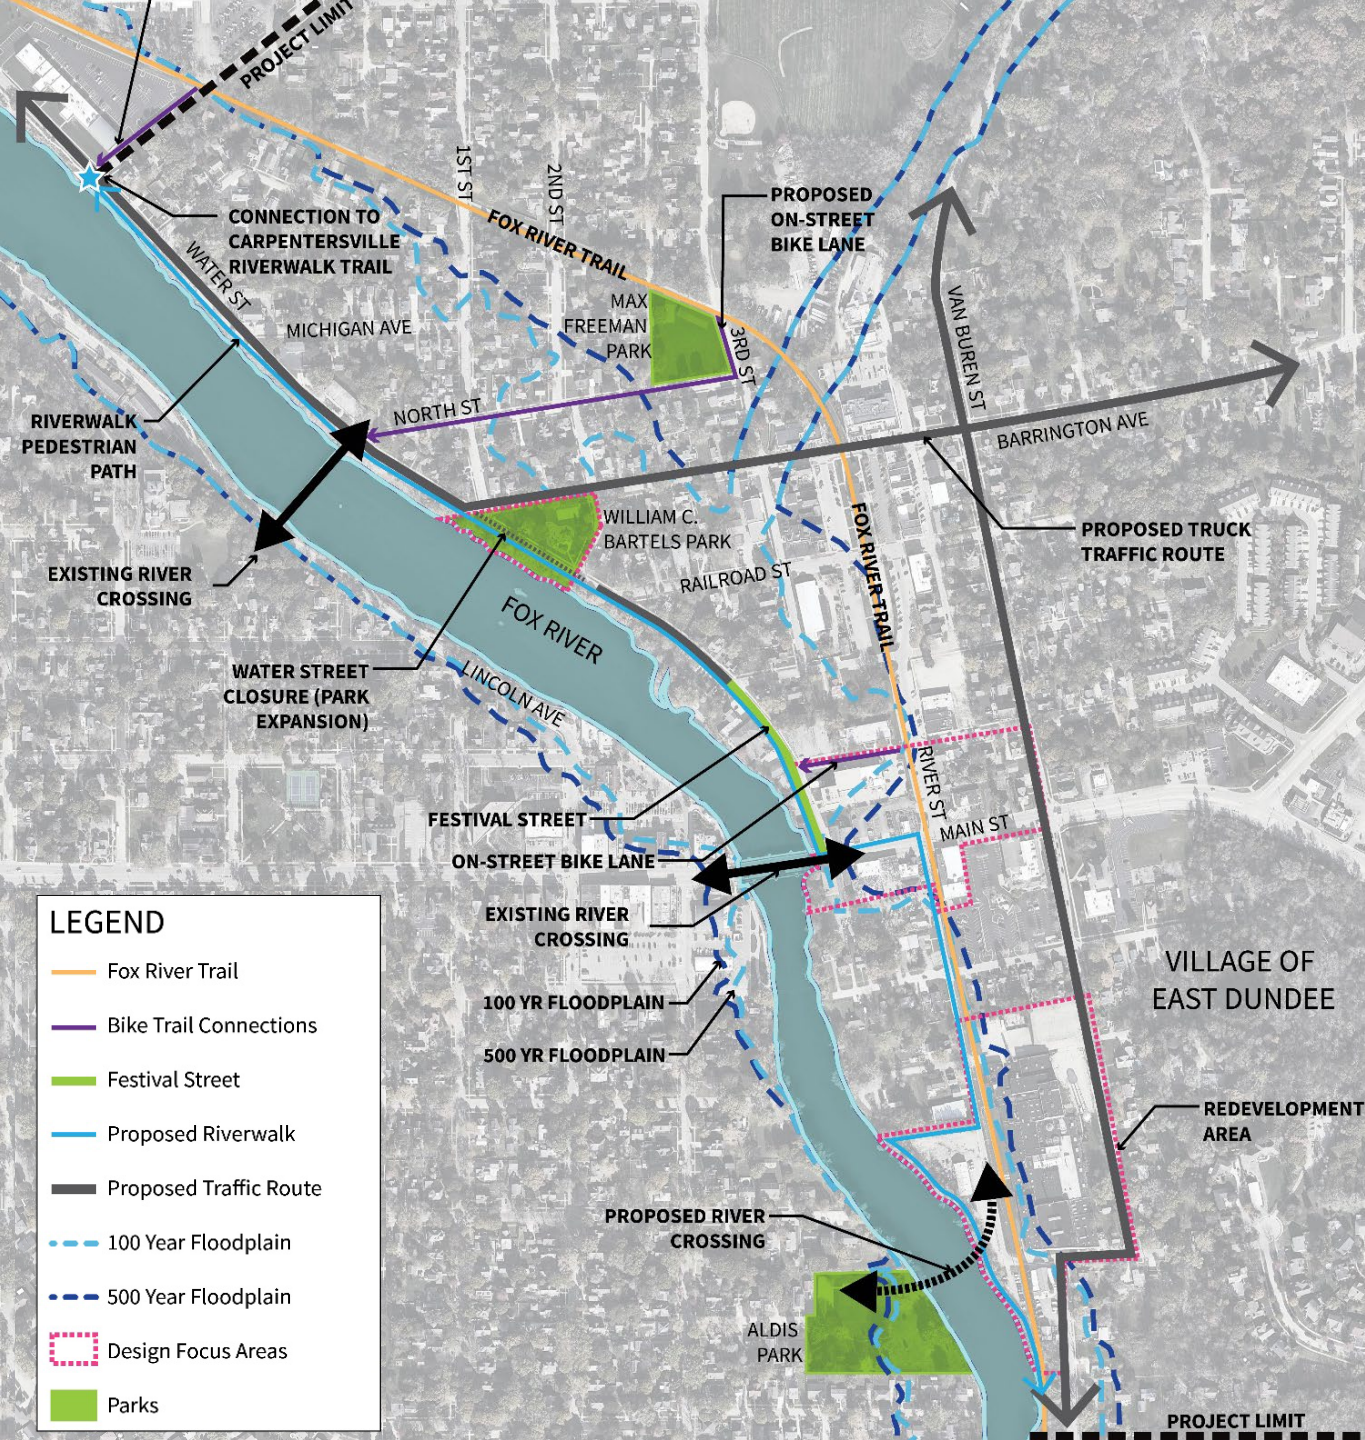 PROJECT LIMIT
1ST ST
2ND ST
PROPOSED
ON-STREET
BIKE LANE
CONNECTION TO
CARPENTERSVILLE
RIVERWALK TRAIL
FOX RIVER TRAIL
WATER ST
MICHIGAN AVE
MAX
FREEMAN
PARK
3RD ST
VAN BUREN ST
NORTH ST
BARRINGTON AVE
RIVERWALK
PEDESTRIAN
PATH
WILLIAM C.
BARTELS PARK
FOX RIVER TRAIL
PROPOSED TRUCK
TRAFFIC ROUTE
EXISTING RIVER
CROSSING
RAILROAD ST
FOX RIVER
WATER STREET
CLOSURE (PARK
EXPANSION)
LINCOLN AVE
RIVER ST
FESTIVAL STREET
MAIN ST
ON-STREET BIKE LANE
EXISTING RIVER
CROSSING
VILLAGE OF
EAST DUNDEE
100 YR FLOODPLAIN
500 YR FLOODPLAIN
REDEVELOPMENT
AREA
PROPOSED RIVER
CROSSING
ALDIS
PARK
PROJECT LIMIT
LEGEND
Fox River Trail
Bike Trail Connections
Festival Street
Proposed Riverwalk
Proposed Traffic Route
100 Year Floodplain
500 Year Floodplain
Design Focus Areas
Parks